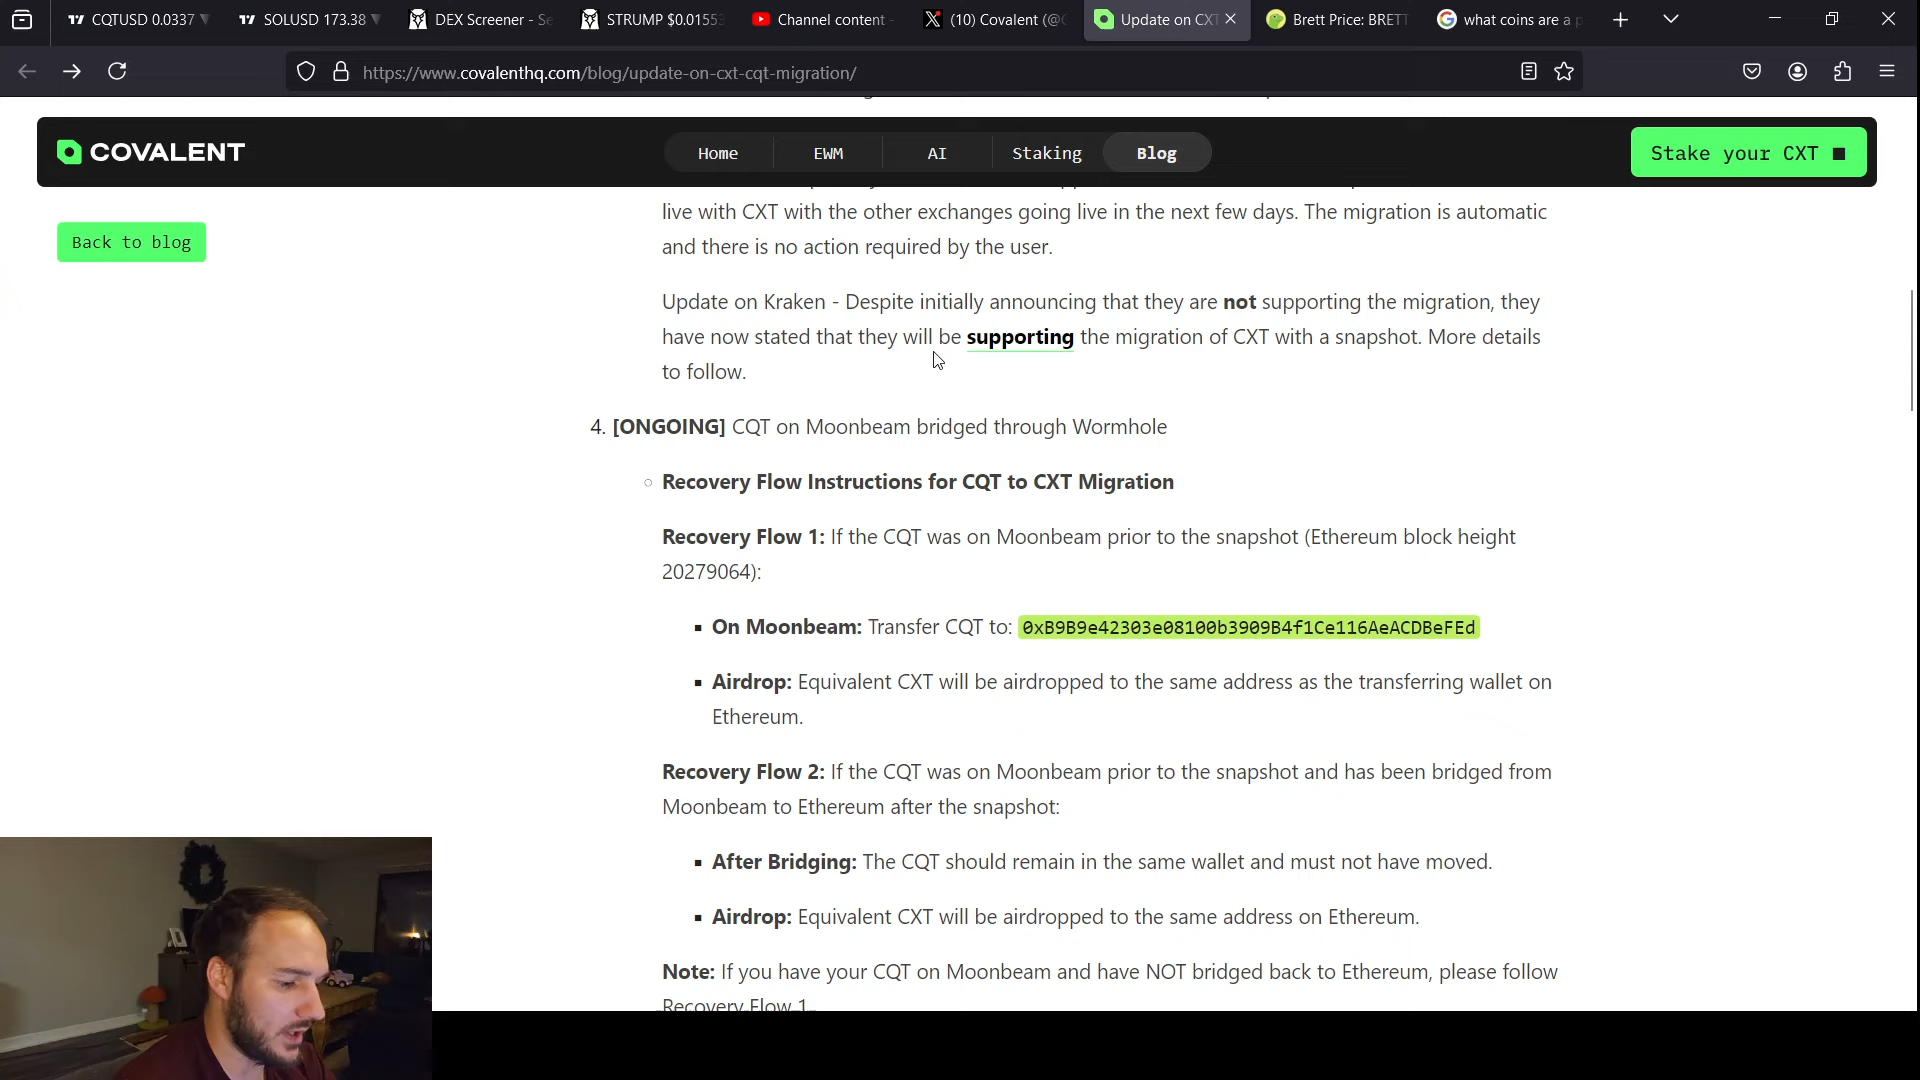 CQTUSD 0.0337
SOLUSD 173.38
DEX Screener - Se
STRUMP $0.0155
Channel content -
(10) Covalent (@C
Update on CXT
Brett Price: BRETT
what coins are a p
https://www.covalenthq.com/blog/update-on-cxt-cqt-migration/
COVALENT
Home
EWM
AI
Staking
Blog
Stake your CXT
Back to blog
live with CXT with the other exchanges going live in the next few days. The migration is automatic
and there is no action required by the user.
Update on Kraken - Despite initially announcing that they are not supporting the migration, they
have now stated that they will be supporting the migration of CXT with a snapshot. More details
to follow.
4. [ONGOING] CQT on Moonbeam bridged through Wormhole
Recovery Flow Instructions for CQT to CXT Migration
Recovery Flow 1: If the CQT was on Moonbeam prior to the snapshot (Ethereum block height
20279064):
On Moonbeam: Transfer CQT to: 0xB9B9e42303e08100b3909B4f1Ce116AeACDBeFEd
Airdrop: Equivalent CXT will be airdropped to the same address as the transferring wallet on
Ethereum.
Recovery Flow 2: If the CQT was on Moonbeam prior to the snapshot and has been bridged from
Moonbeam to Ethereum after the snapshot:
After Bridging: The CQT should remain in the same wallet and must not have moved.
Airdrop: Equivalent CXT will be airdropped to the same address on Ethereum.
Note: If you have your CQT on Moonbeam and have NOT bridged back to Ethereum, please follow
Recovery Flow 1.